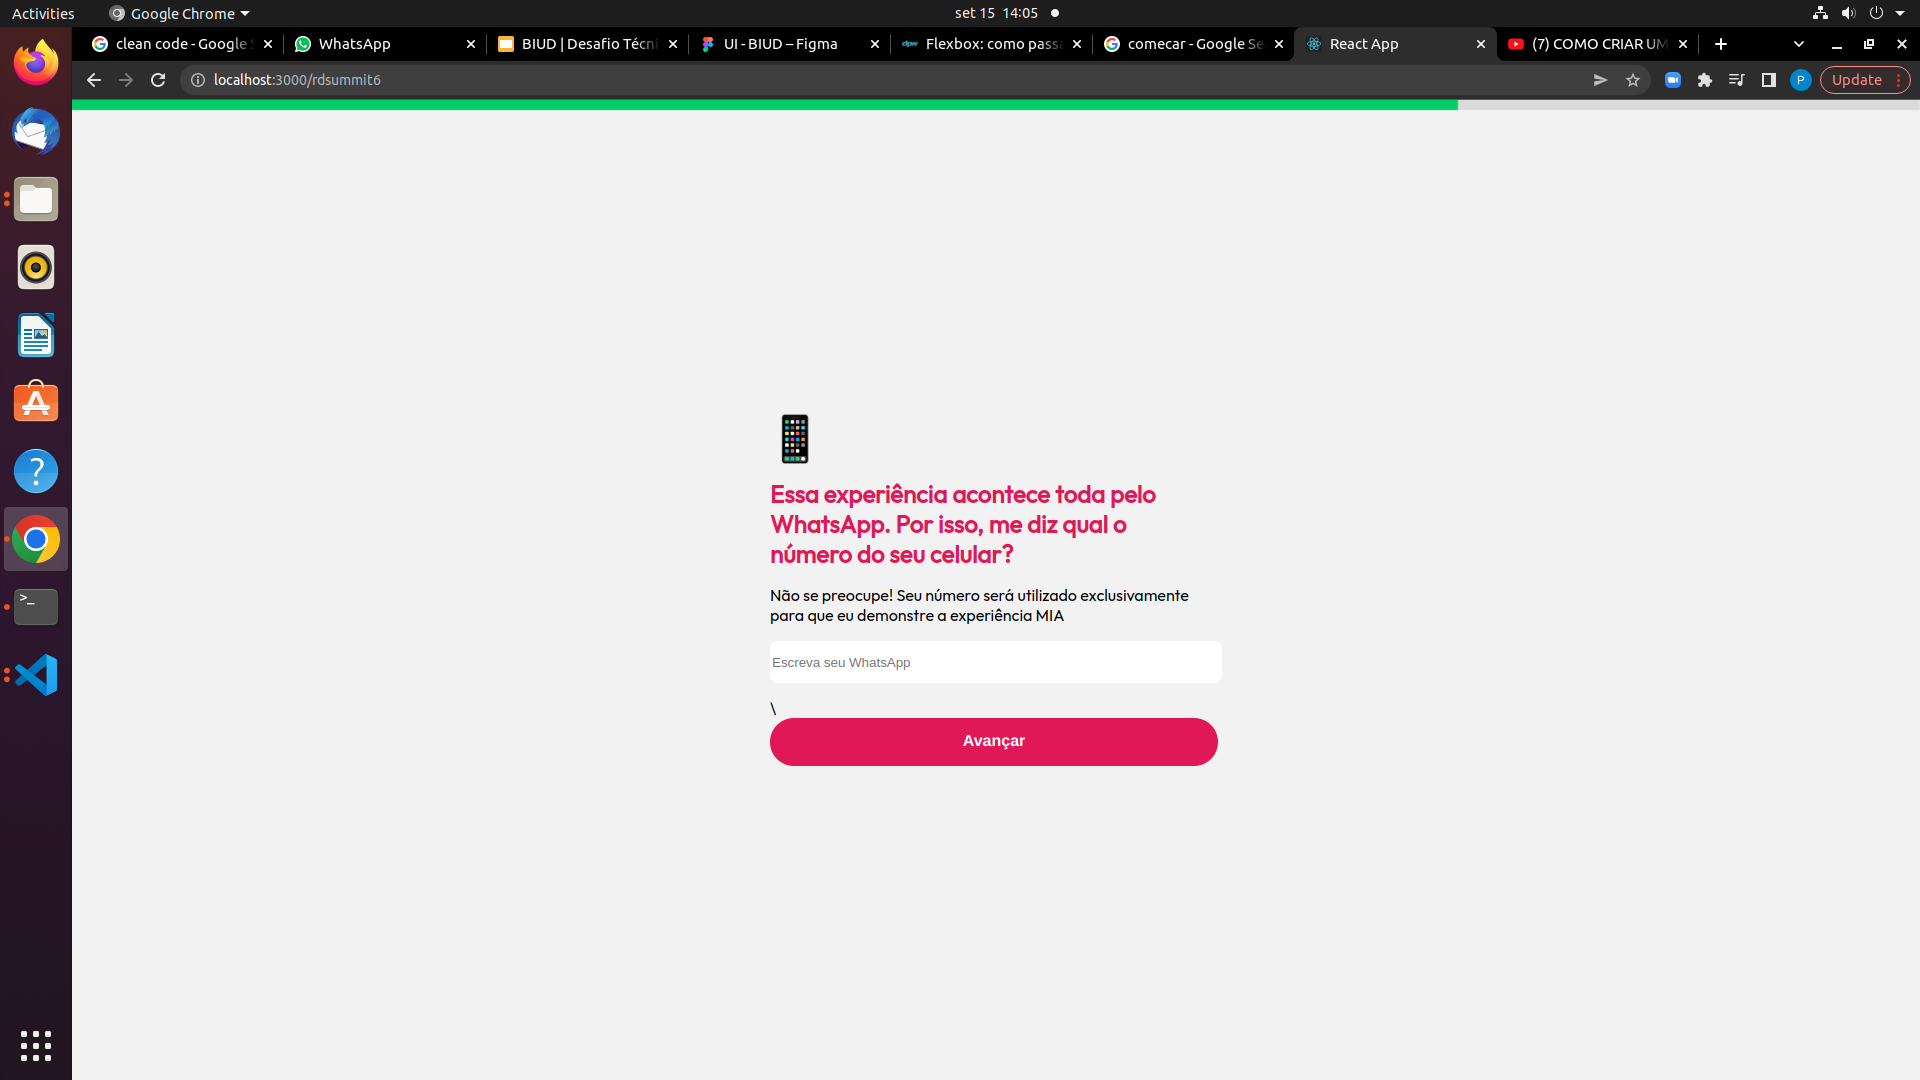 Activities
Google Chrome
set 15 14:05
clean code - Google S
WhatsApp
BIUD | Desafio Técni
UI - BIUD – Figma
Flexbox: como passa
comecar - Google Se
React App
(7) COMO CRIAR UM
localhost:3000/rdsummit6
P
Update
Essa experiência acontece toda pelo
WhatsApp. Por isso, me diz qual o
número do seu celular?
Não se preocupe! Seu número será utilizado exclusivamente
para que eu demonstre a experiência MIA
Escreva seu WhatsApp
\
Avançar